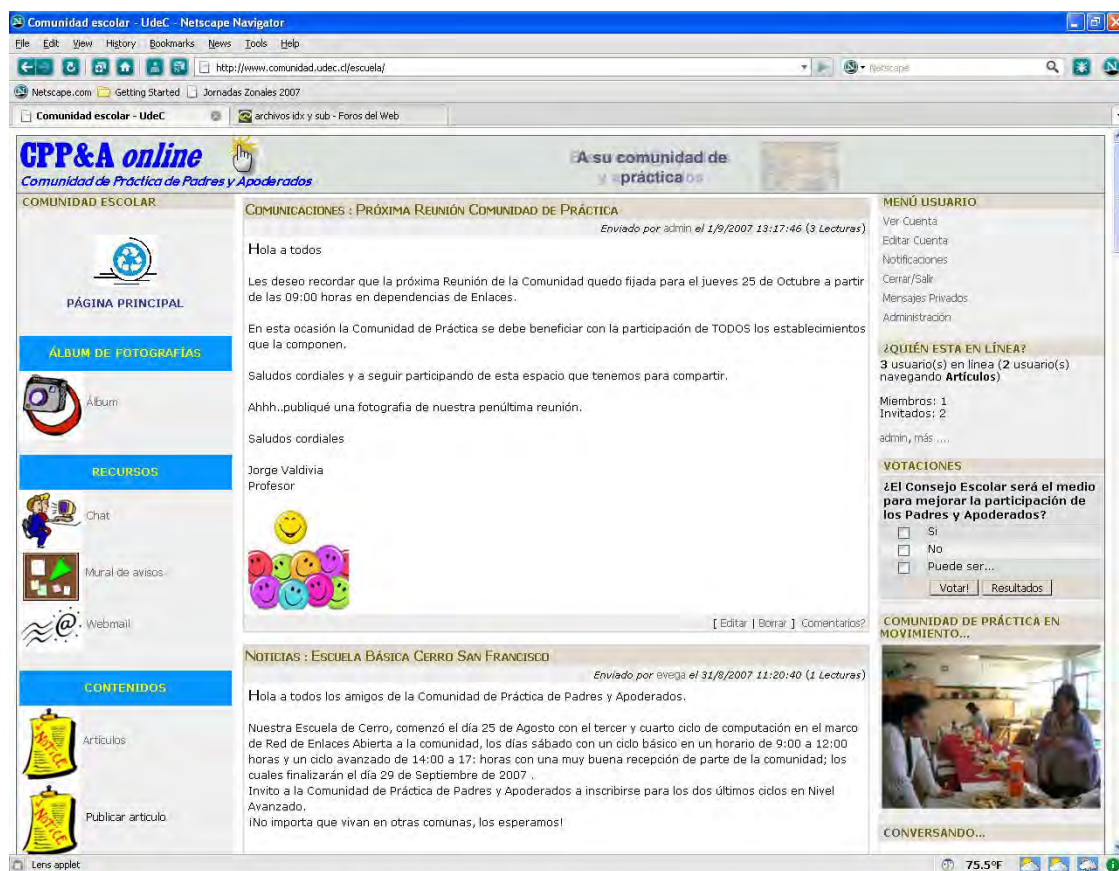 Comunidad escolar - UdeC - Netscape Navigator
File Edit View History Bookmarks News Tools Help
http://www.comunidad.udec.cl/escuela/
Netscape
Netscape.com Getting Started Jornadas Zonales 2007
Comunidad escolar - UdeC
archivos idx y sub - Foros del Web
CPP&A online
Comunidad de Práctica de Padres y Apoderados
A su comunidad de
práctica
COMUNIDAD ESCOLAR
PÁGINA PRINCIPAL
ÁLBUM DE FOTOGRAFÍAS
Álbum
RECURSOS
Chat
Mural de avisos
Webmail
CONTENIDOS
Artículos
Publicar articulo
COMUNICACIONES : PRÓXIMA REUNIÓN COMUNIDAD DE PRÁCTICA
Enviado por admin el 1/9/2007 13:17:46 (3 Lecturas)
Hola a todos
Les deseo recordar que la próxima Reunión de la Comunidad quedo fijada para el jueves 25 de Octubre a partir
de las 09:00 horas en dependencias de Enlaces.
En esta ocasión la Comunidad de Práctica se debe beneficiar con la participación de TODOS los establecimientos
que la componen.
Saludos cordiales y a seguir participando de esta espacio que tenemos para compartir.
Ahhh..publiqué una fotografia de nuestra penúltima reunión.
Saludos cordiales
Jorge Valdivia
Profesor
[ Editar | Borrar ] Comentarios?
NOTICIAS : ESCUELA BÁSICA CERRO SAN FRANCISCO
Enviado por evega el 31/8/2007 11:20:40 (1 Lecturas)
Hola a todos los amigos de la Comunidad de Práctica de Padres y Apoderados.
Nuestra Escuela de Cerro, comenzó el día 25 de Agosto con el tercer y cuarto ciclo de computación en el marco
de Red de Enlaces Abierta a la comunidad, los días sábado con un ciclo básico en un horario de 9:00 a 12:00
horas y un ciclo avanzado de 14:00 a 17: horas con una muy buena recepción de parte de la comunidad; los
cuales finalizarán el día 29 de Septiembre de 2007 .
Invito a la Comunidad de Práctica de Padres y Apoderados a inscribirse para los dos últimos ciclos en Nivel
Avanzado.
¡No importa que vivan en otras comunas, los esperamos!
MENÚ USUARIO
Ver Cuenta
Editar Cuenta
Notificaciones
Cerrar/Salir
Mensajes Privados
Administración
¿QUIÉN ESTA EN LÍNEA?
3 usuario(s) en línea (2 usuario(s)
navegando Artículos)
Miembros: 1
Invitados: 2
admin, más ....
VOTACIONES
¿El Consejo Escolar será el medio
para mejorar la participación de
los Padres y Apoderados?
Si
No
Puede ser...
Votar! Resultados
COMUNIDAD DE PRÁCTICA EN
MOVIMIENTO...
CONVERSANDO...
Lens applet
75.5°F